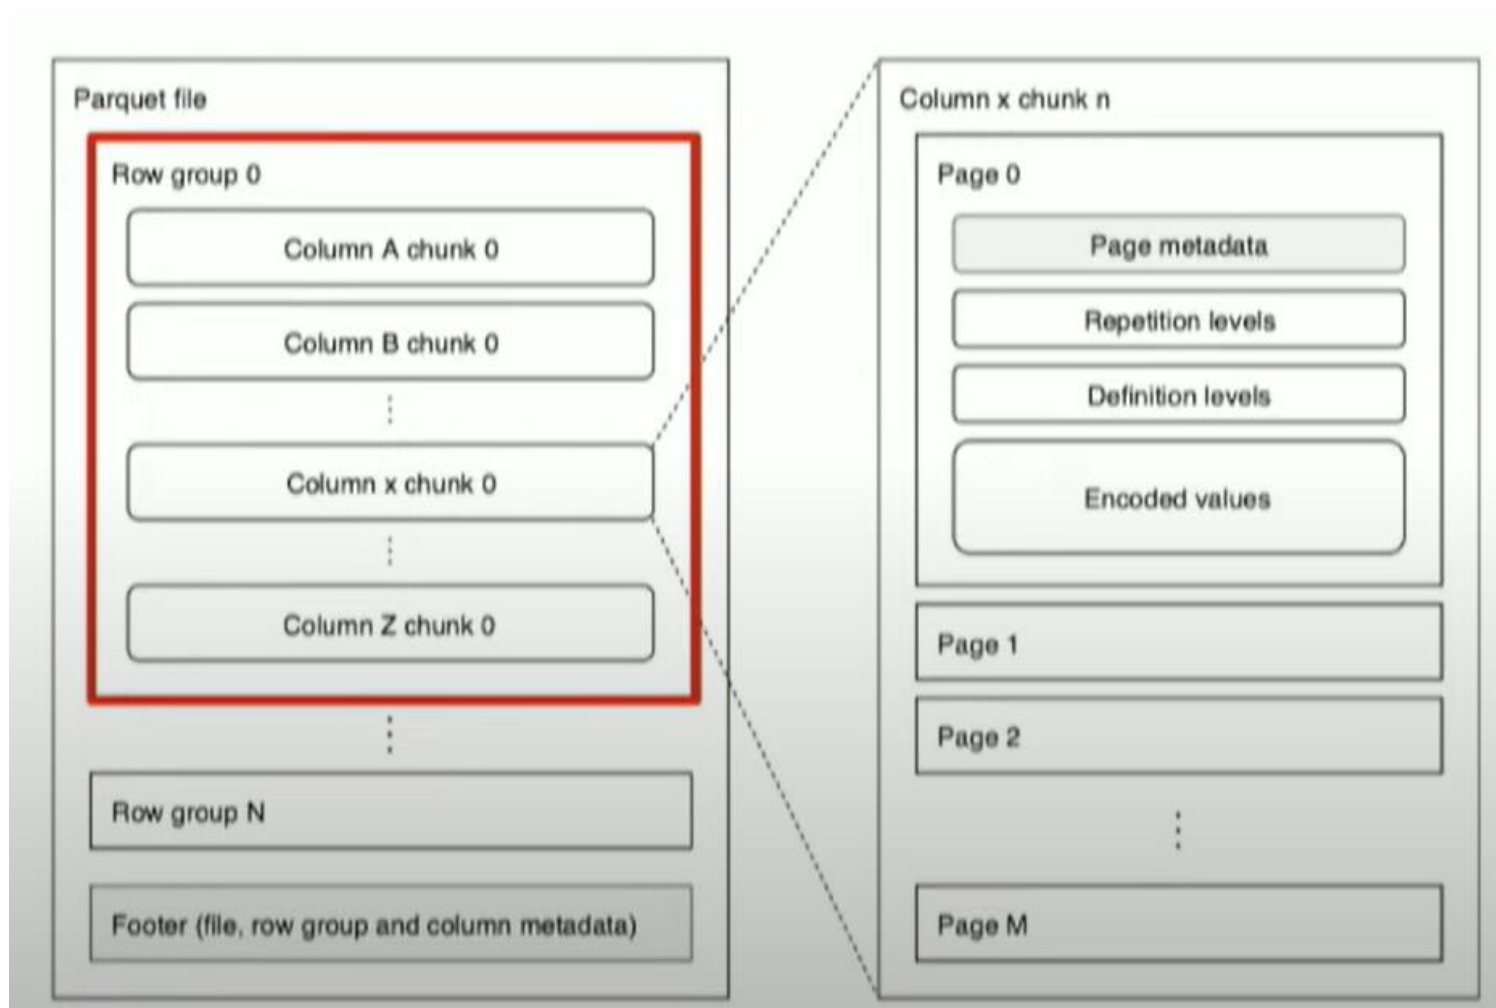 Parquet file
Row group 0
Column A chunk 0
Column B chunk 0
Column x chunk 0
Column Z chunk 0
Row group N
Footer (file, row group and column metadata)
Column x chunk n
Page 0
Page metadata
Repetition levels
Definition levels
Encoded values
Page 1
Page 2
Page M